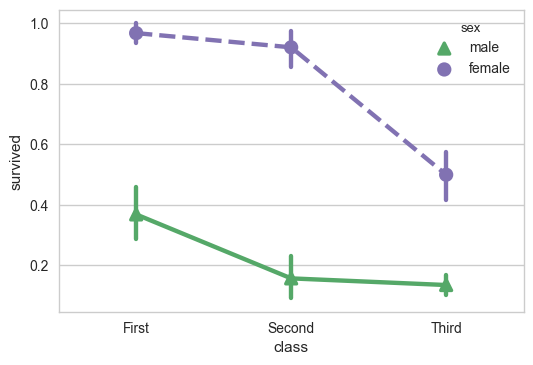 1.0
0.8
0.6
0.4
0.2
survived
sex
male
female
First Second Third
class